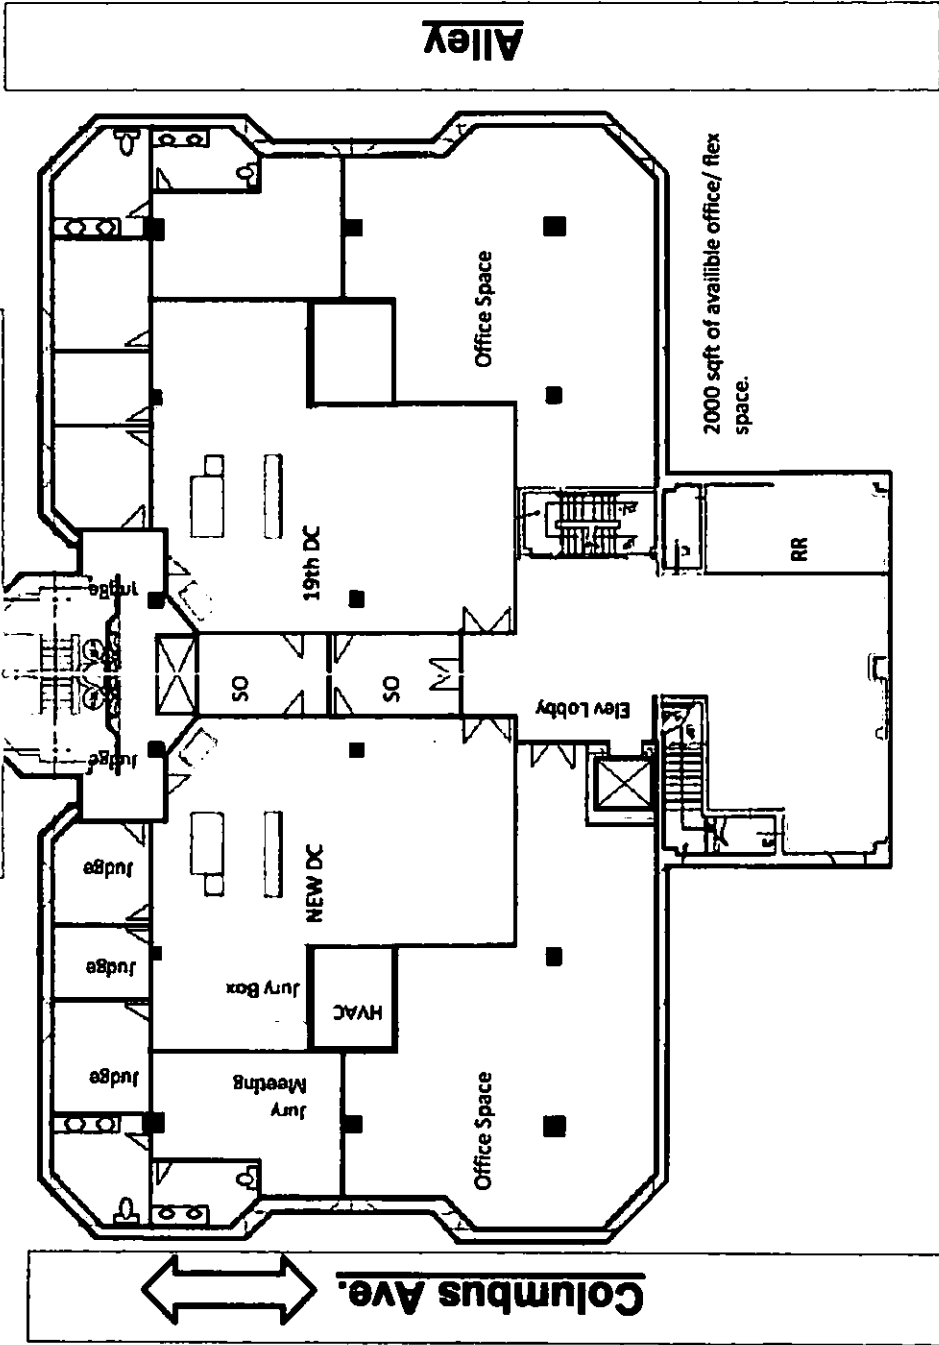 Alley
2000 sqft of availible office/ flex
space.
Office Space
19th DC
RR
Judge
SO
SO
Elev Lobby
Judge
Judge
Judge
Judge
NEW DC
Jury Box
HVAC
Jury
Meeting
Office Space
Columbus Ave.